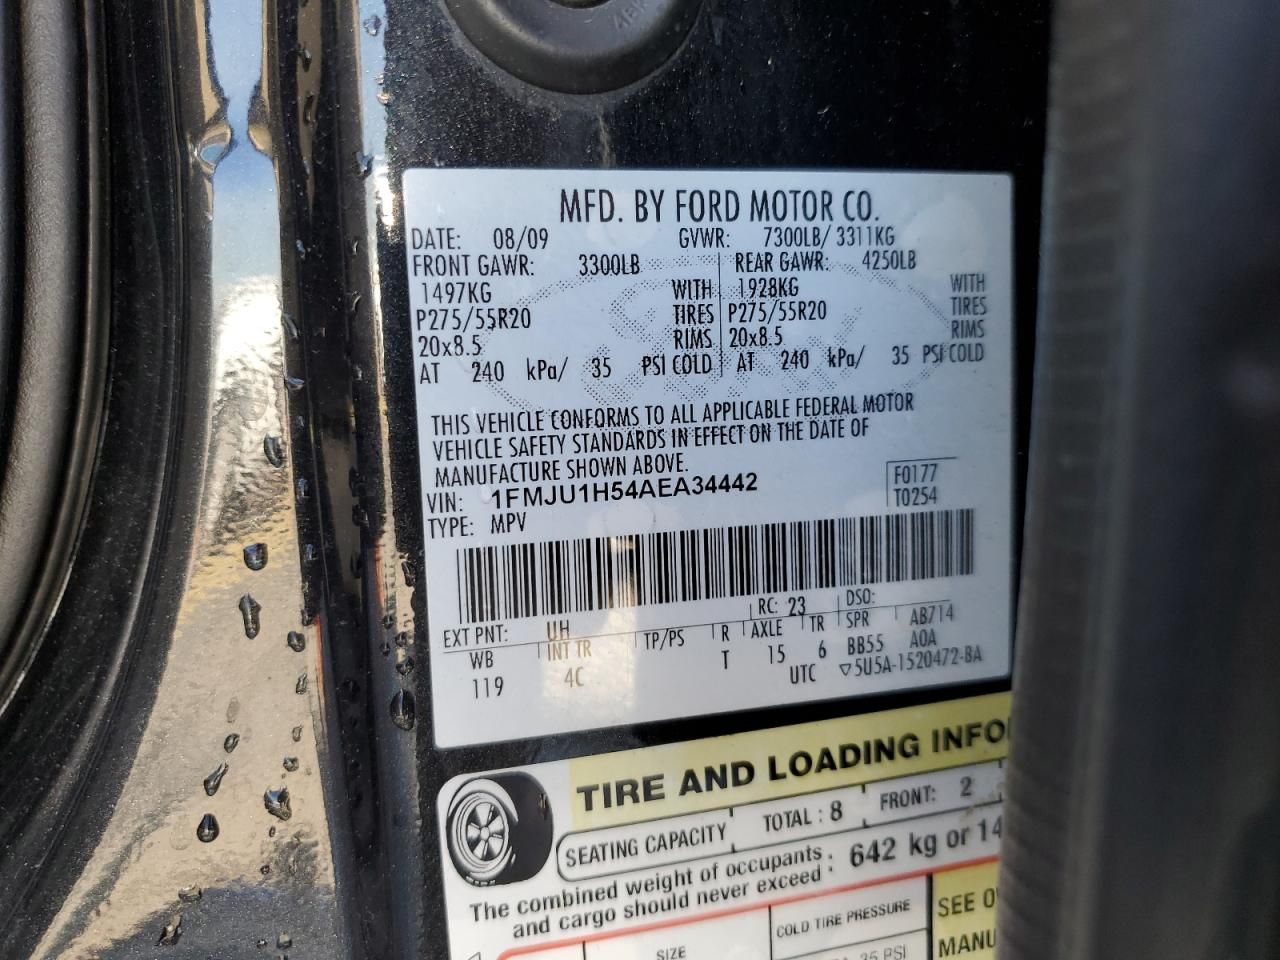 MFD. BY FORD MOTOR CO.
DATE: 08/09 GVWR: 7300LB/ 3311KG
FRONT GAWR: 3300LB REAR GAWR: 4250LB
1497KG WITH 1928KG WITH
P275/55R20 TIRES P275/55R20 TIRES
20x8.5 RIMS 20x8.5 RIMS
AT 240 kPa/ 35 PSI COLD AT 240 kPa/ 35 PSI COLD
THIS VEHICLE CONFORMS TO ALL APPLICABLE FEDERAL MOTOR
VEHICLE SAFETY STANDARDS IN EFFECT ON THE DATE OF
MANUFACTURE SHOWN ABOVE.
VIN: 1FMJU1H54AEA34442 F0177
TYPE: MPV T0254
EXT PNT: UH RC: 23 DSO:
WB INT TR TP/PS R AXLE TR SPR AB714
119 4C T 15 6 BB55 A0A
UTC ▽5U5A-1520472-BA
TIRE AND LOADING INFO
SEATING CAPACITY TOTAL : 8 FRONT: 2
The combined weight of occupants
and cargo should never exceed : 642 kg or 14
SIZE COLD TIRE PRESSURE SEE
35 PSI MANU